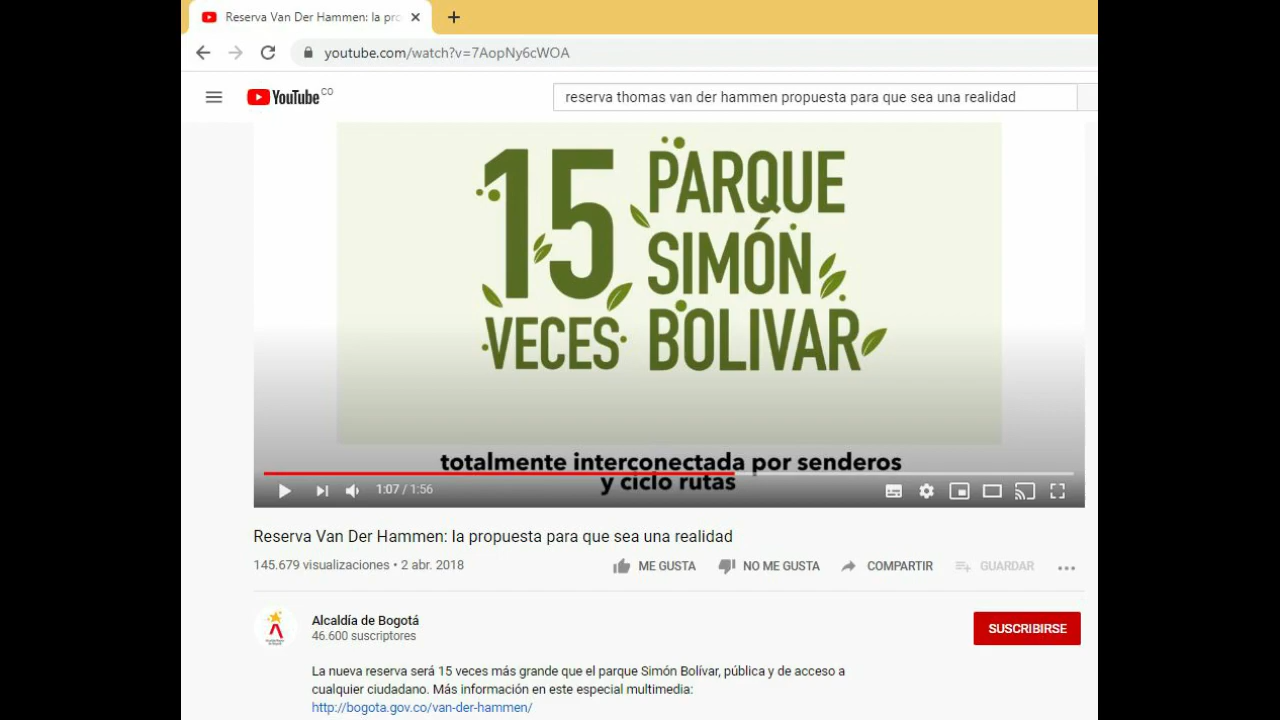 Reserva Van Der Hammen: la pro
youtube.com/watch?v=7AopNy6cWOA
YouTube CO
reserva thomas van der hammen propuesta para que sea una realidad
15
VECES
PARQUE
SIMÓN
BOLIVAR
totalmente interconectada por senderos
y ciclo rutas
1:07 / 1:56
Reserva Van Der Hammen: la propuesta para que sea una realidad
145.679 visualizaciones • 2 abr. 2018
ME GUSTA
NO ME GUSTA
COMPARTIR
GUARDAR
Alcaldía de Bogotá
46.600 suscriptores
SUSCRIBIRSE
La nueva reserva será 15 veces más grande que el parque Simón Bolívar, pública y de acceso a
cualquier ciudadano. Más información en este especial multimedia:
http://bogota.gov.co/van-der-hammen/